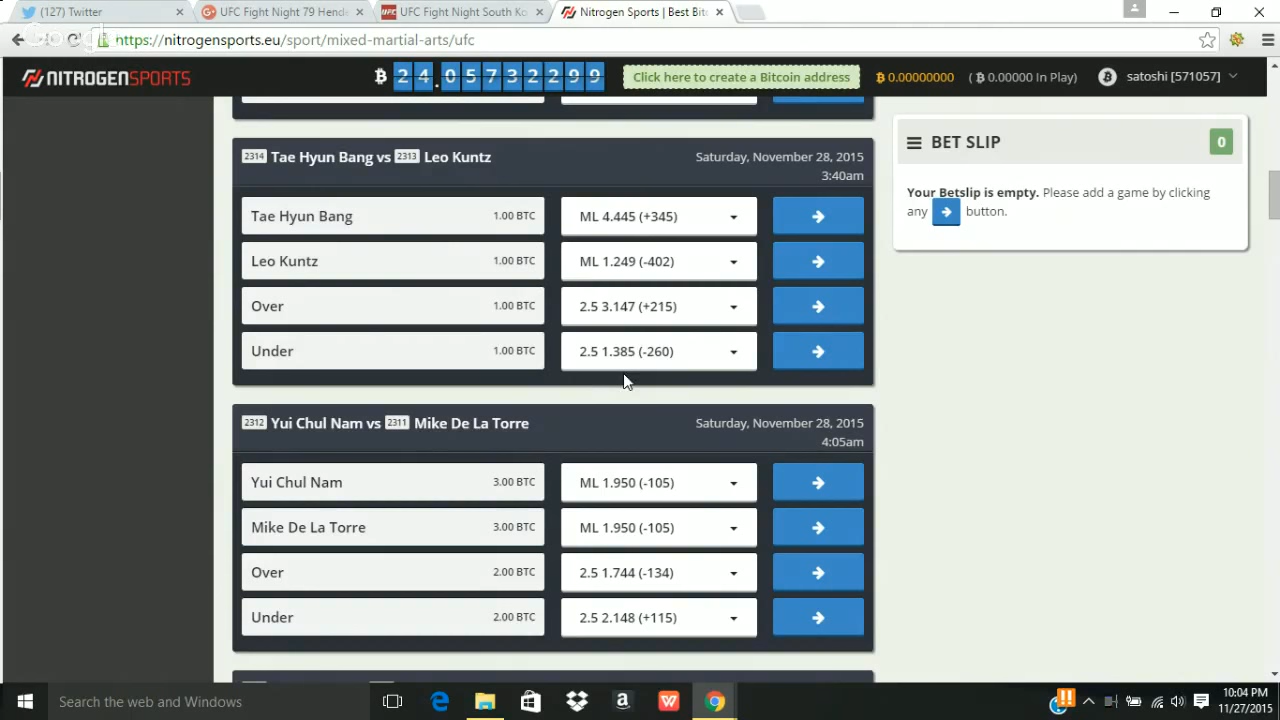 (127) Twitter
UFC Fight Night 79 Hende
UFC Fight Night South Ko
Nitrogen Sports | Best Bit
https://nitrogensports.eu/sport/mixed-martial-arts/ufc
NITROGENSPORTS
24.05732299
Click here to create a Bitcoin address
0.00000000
( 0.00000 In Play)
satoshi [571057]
2314 Tae Hyun Bang vs 2313 Leo Kuntz
Saturday, November 28, 2015
3:40am
Tae Hyun Bang 1.00 BTC ML 4.445 (+345)
Leo Kuntz 1.00 BTC ML 1.249 (-402)
Over 1.00 BTC 2.5 3.147 (+215)
Under 1.00 BTC 2.5 1.385 (-260)
2312 Yui Chul Nam vs 2311 Mike De La Torre
Saturday, November 28, 2015
4:05am
Yui Chul Nam 3.00 BTC ML 1.950 (-105)
Mike De La Torre 3.00 BTC ML 1.950 (-105)
Over 2.00 BTC 2.5 1.744 (-134)
Under 2.00 BTC 2.5 2.148 (+115)
BET SLIP 0
Your Betslip is empty. Please add a game by clicking
any button.
Search the web and Windows
10:04 PM
11/27/2015